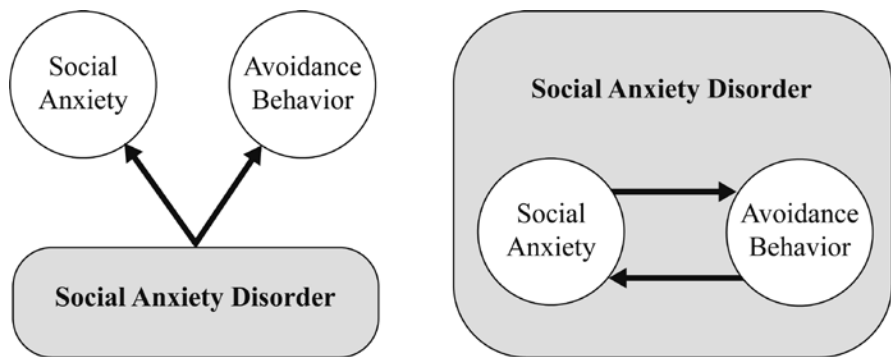 Social
Anxiety
Avoidance
Behavior
Social Anxiety Disorder
Social Anxiety Disorder
Social
Anxiety
Avoidance
Behavior